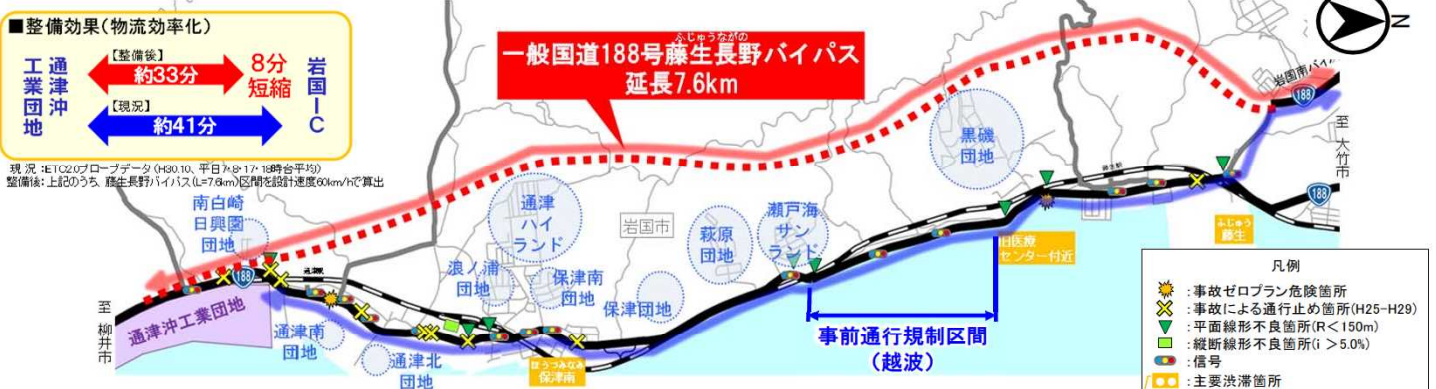 ■整備効果(物流効率化)
通津沖
工業団地
【整備後】
約33分
8分
短縮
【現況】
約41分
岩国IC
現 況 :ETC2.0プローブデータ(H30.10、平日7・8・17・18時台平均)
整備後:上記のうち、藤生長野バイパス(L=7.6km)区間を設計速度60km/hで算出
ふじゅうながの
一般国道188号藤生長野バイパス
延長7.6km
N
岩国南バイ
188
至 大竹市
188
黒磯
団地
南白崎
日興園
団地
通津
ハイ
ランド
岩国市
萩原
団地
瀬戸海
サン
ランド
旧医療
センター付近
ふじゅう
藤生
188
浪ノ浦
団地
保津南
団地
保津団地
至 柳井市
通津沖工業団地
通津南
団地
通津北
団地
ほうづみなみ
保津南
事前通行規制区間
(越波)
凡例
:事故ゼロプラン危険箇所
:事故による通行止め箇所(H25-H29)
:平面線形不良箇所(R<150m)
:縦断線形不良箇所(i >5.0%)
:信号
:主要渋滞箇所